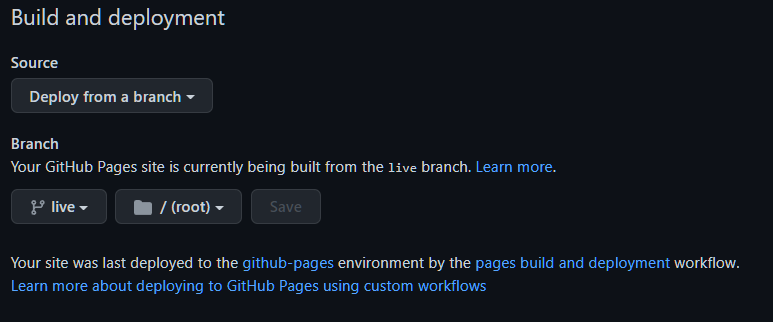 Build and deployment
Source
Deploy from a branch
Branch
Your GitHub Pages site is currently being built from the live branch. Learn more.
live
/ (root)
Save
Your site was last deployed to the github-pages environment by the pages build and deployment workflow.
Learn more about deploying to GitHub Pages using custom workflows